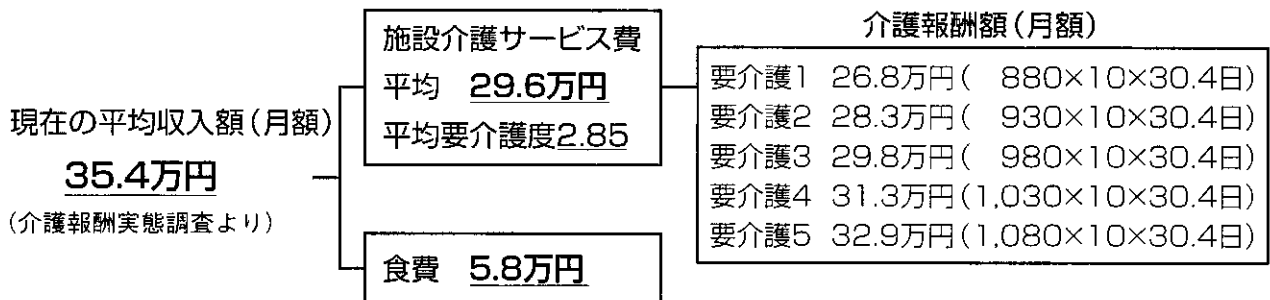 現在の平均収入額(月額)
35.4万円
(介護報酬実態調査より)
施設介護サービス費
平均 29.6万円
平均要介護度2.85
食費 5.8万円
介護報酬額(月額)
要介護1 26.8万円( 880×10×30.4日)
要介護2 28.3万円( 930×10×30.4日)
要介護3 29.8万円( 980×10×30.4日)
要介護4 31.3万円(1,030×10×30.4日)
要介護5 32.9万円(1,080×10×30.4日)